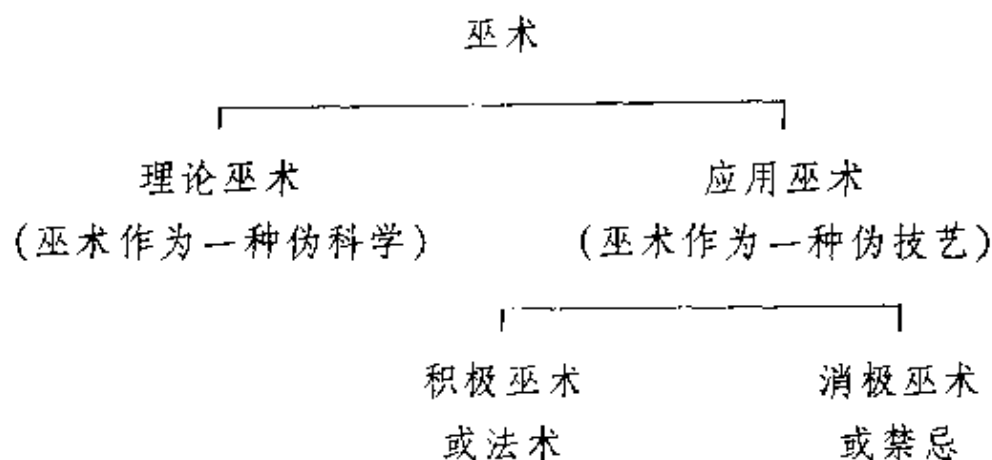 巫术
理论巫术
应用巫术
(巫术作为一种伪科学)
(巫术作为一种伪技艺)
积极巫术
消极巫术
或法术
或禁忌